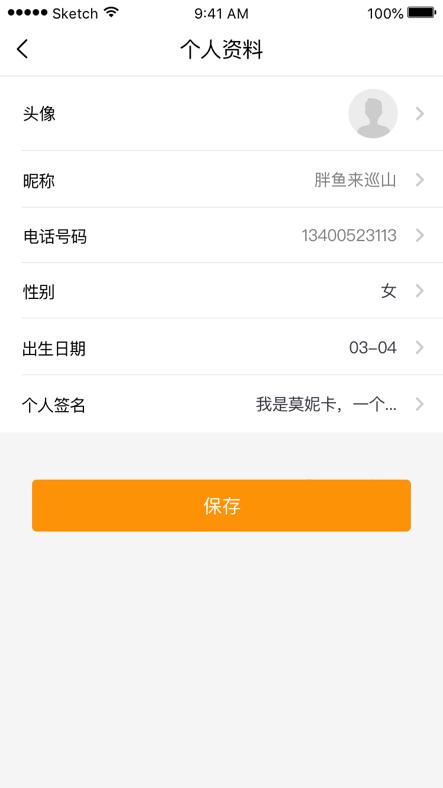 ●●●●● Sketch 9:41 AM 100%
个人资料
头像
昵称 胖鱼来巡山
电话号码 13400523113
性别 女
出生日期 03-04
个人签名 我是莫妮卡，一个...
保存